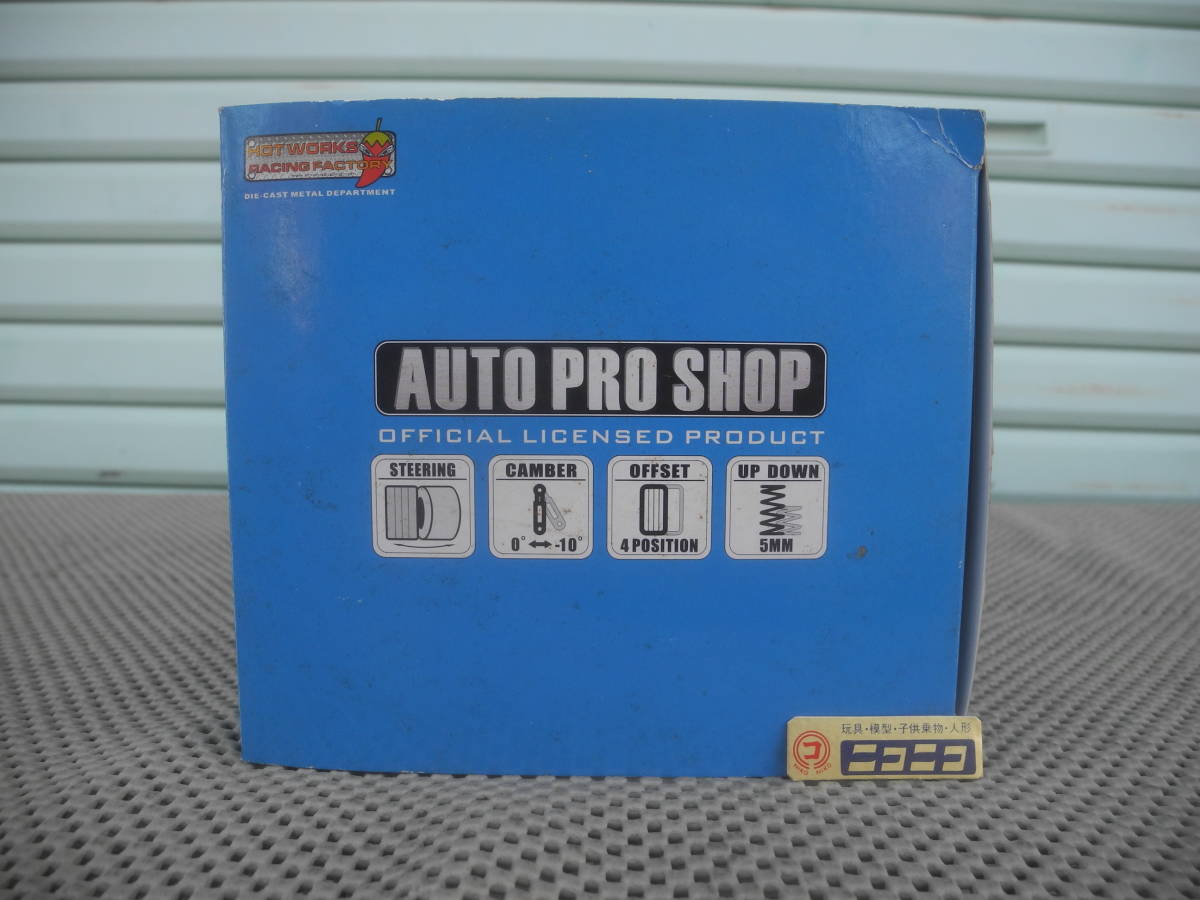 HOT WORKS
RACING FACTORY
DIE-CAST METAL DEPARTMENT
AUTO PRO SHOP
OFFICIAL LICENSED PRODUCT
STEERING
CAMBER
0° -10°
OFFSET
4 POSITION
UP DOWN
5MM
玩具・模型・子供乗物・人形
コ
NIKO NIKO
ニコニコ